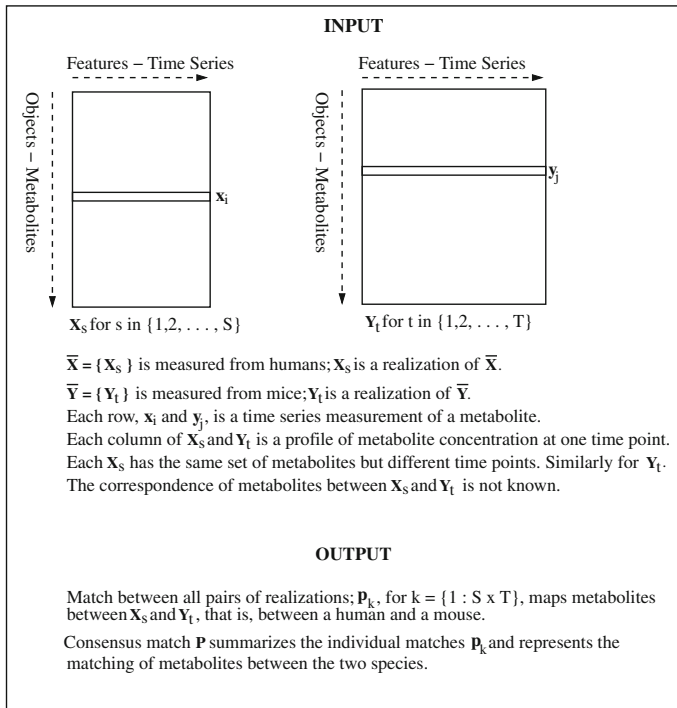 INPUT
Features – Time Series
Features – Time Series
Objects – Metabolites
Objects – Metabolites
x_i
y_j
X_s for s in {1,2, . . . , S}
Y_t for t in {1,2, . . . , T}
X̅ = {X_s} is measured from humans; X_s is a realization of X̅.
Y̅ = {Y_t} is measured from mice; Y_t is a realization of Y̅.
Each row, x_i and y_j, is a time series measurement of a metabolite.
Each column of X_s and Y_t is a profile of metabolite concentration at one time point.
Each X_s has the same set of metabolites but different time points. Similarly for Y_t.
The correspondence of metabolites between X_s and Y_t is not known.
OUTPUT
Match between all pairs of realizations; p_k, for k = {1 : S x T}, maps metabolites
between X_s and Y_t, that is, between a human and a mouse.
Consensus match P summarizes the individual matches p_k and represents the
matching of metabolites between the two species.